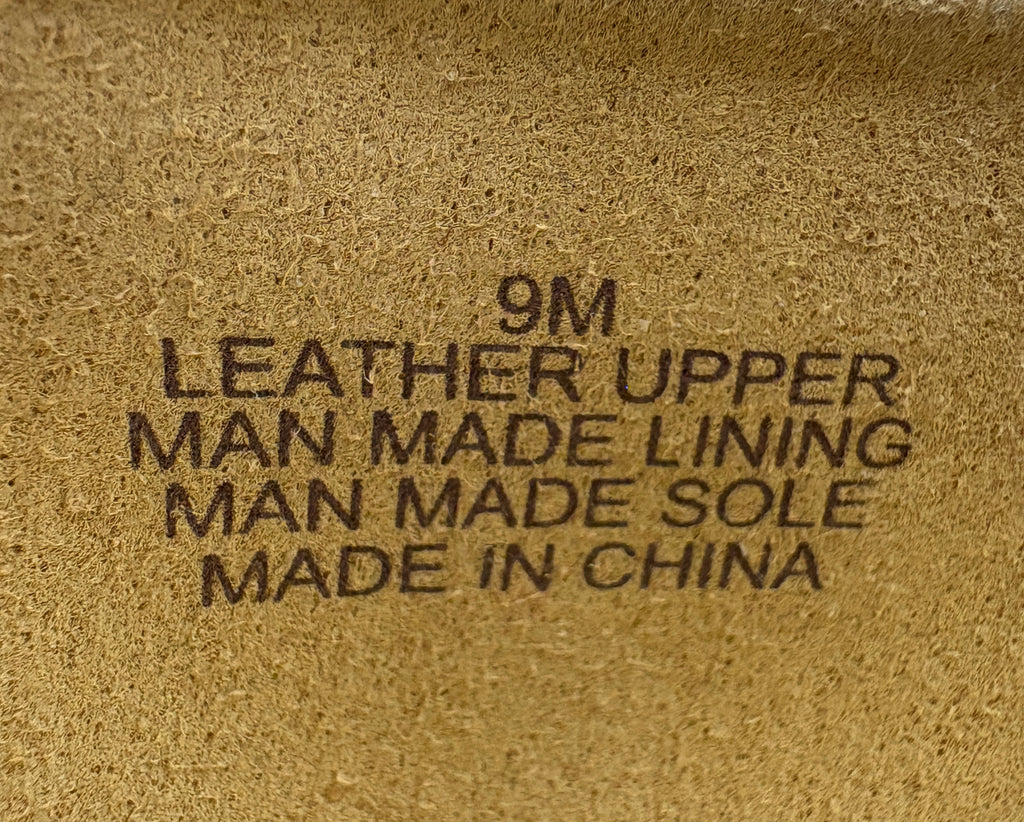 9M
LEATHER UPPER
MAN MADE LINING
MAN MADE SOLE
MADE IN CHINA